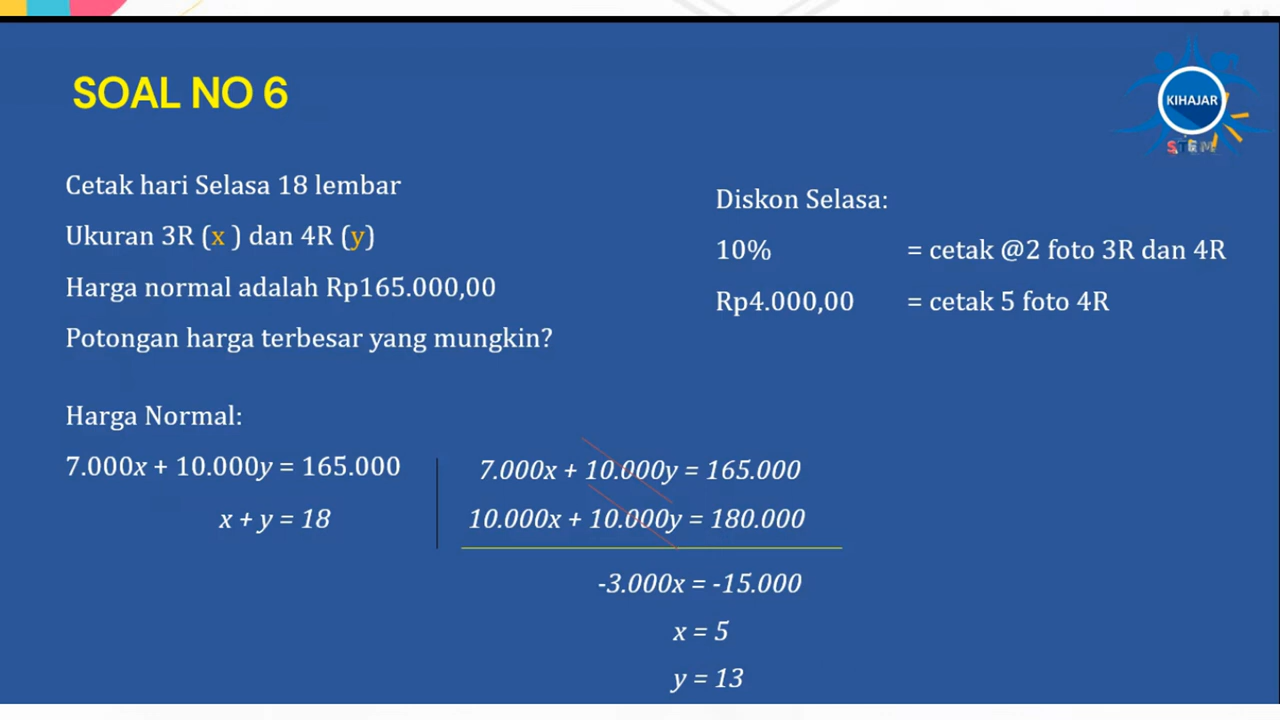 SOAL NO 6
KIHAJAR
STEM
Cetak hari Selasa 18 lembar
Ukuran 3R (x ) dan 4R (y)
Harga normal adalah Rp165.000,00
Potongan harga terbesar yang mungkin?
Diskon Selasa:
10% = cetak @2 foto 3R dan 4R
Rp4.000,00 = cetak 5 foto 4R
Harga Normal:
7.000x + 10.000y = 165.000
x + y = 18
7.000x + 10.000y = 165.000
10.000x + 10.000y = 180.000
-3.000x = -15.000
x = 5
y = 13